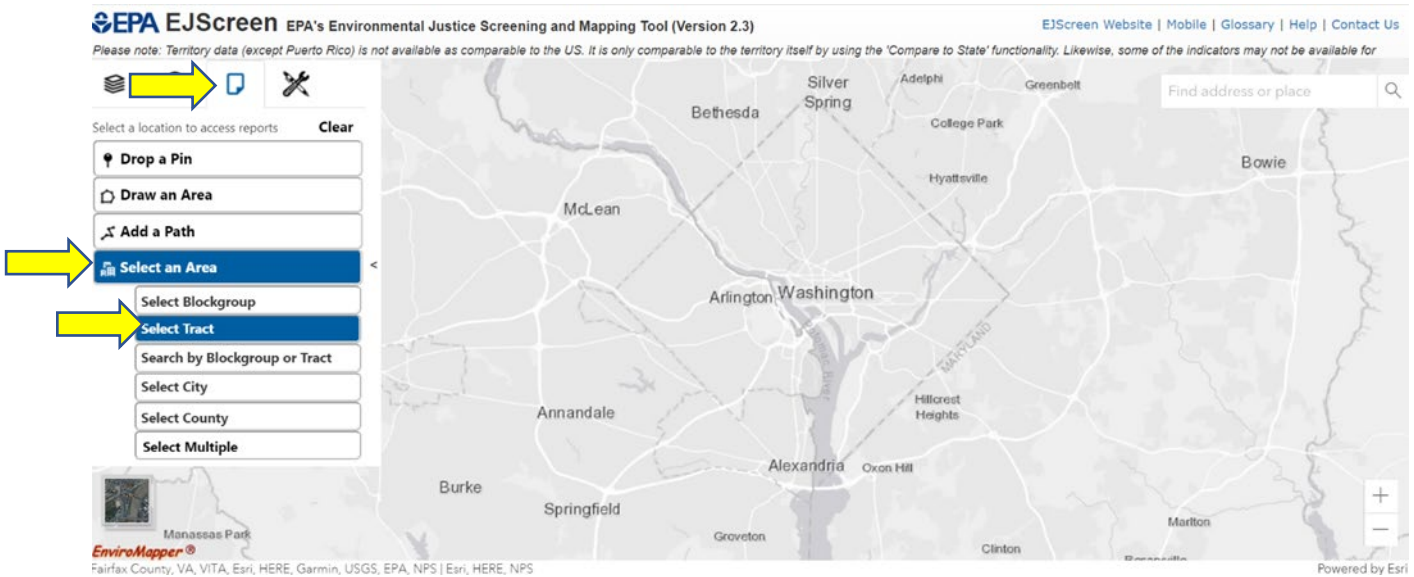 EPA EJScreen EPA's Environmental Justice Screening and Mapping Tool (Version 2.3)
EJScreen Website | Mobile | Glossary | Help | Contact Us
Please note: Territory data (except Puerto Rico) is not available as comparable to the US. It is only comparable to the territory itself by using the 'Compare to State' functionality. Likewise, some of the indicators may not be available for
Select a location to access reports Clear
Drop a Pin
Draw an Area
Add a Path
Select an Area <
Select Blockgroup
Select Tract
Search by Blockgroup or Tract
Select City
Select County
Select Multiple
Find address or place
Silver
Spring
Adelphi
Greenbelt
Bethesda
College Park
Bowie
Hyattsville
McLean
Arlington
Washington
MARYLAND
Potomac River
Annandale
Hillcrest
Heights
Alexandria
Oxon Hill
Burke
Springfield
Manassas Park
Groveton
Clinton
Marlton
+
−
EnviroMapper ®
Fairfax County, VA, VITA, Esri, HERE, Garmin, USGS, EPA, NPS | Esri, HERE, NPS
Powered by Esri